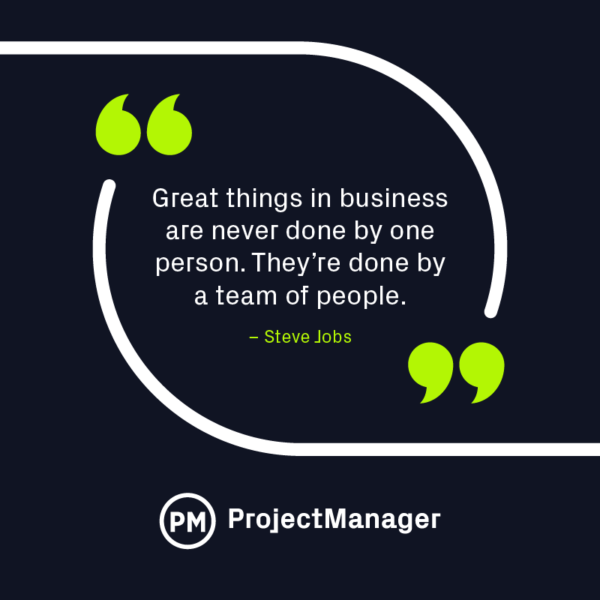 Great things in business
are never done by one
person. They’re done by
a team of people.
– Steve Jobs
PM ProjectManager